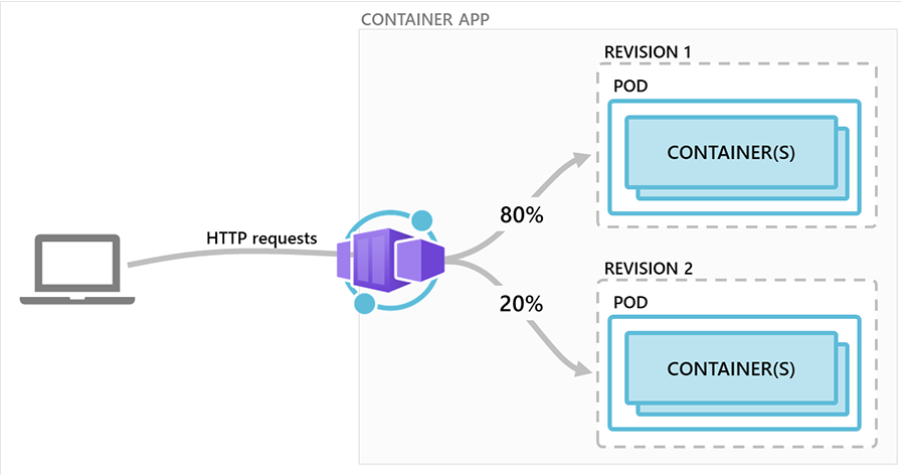 CONTAINER APP
REVISION 1
POD
CONTAINER(S)
80%
HTTP requests
REVISION 2
20%
POD
CONTAINER(S)